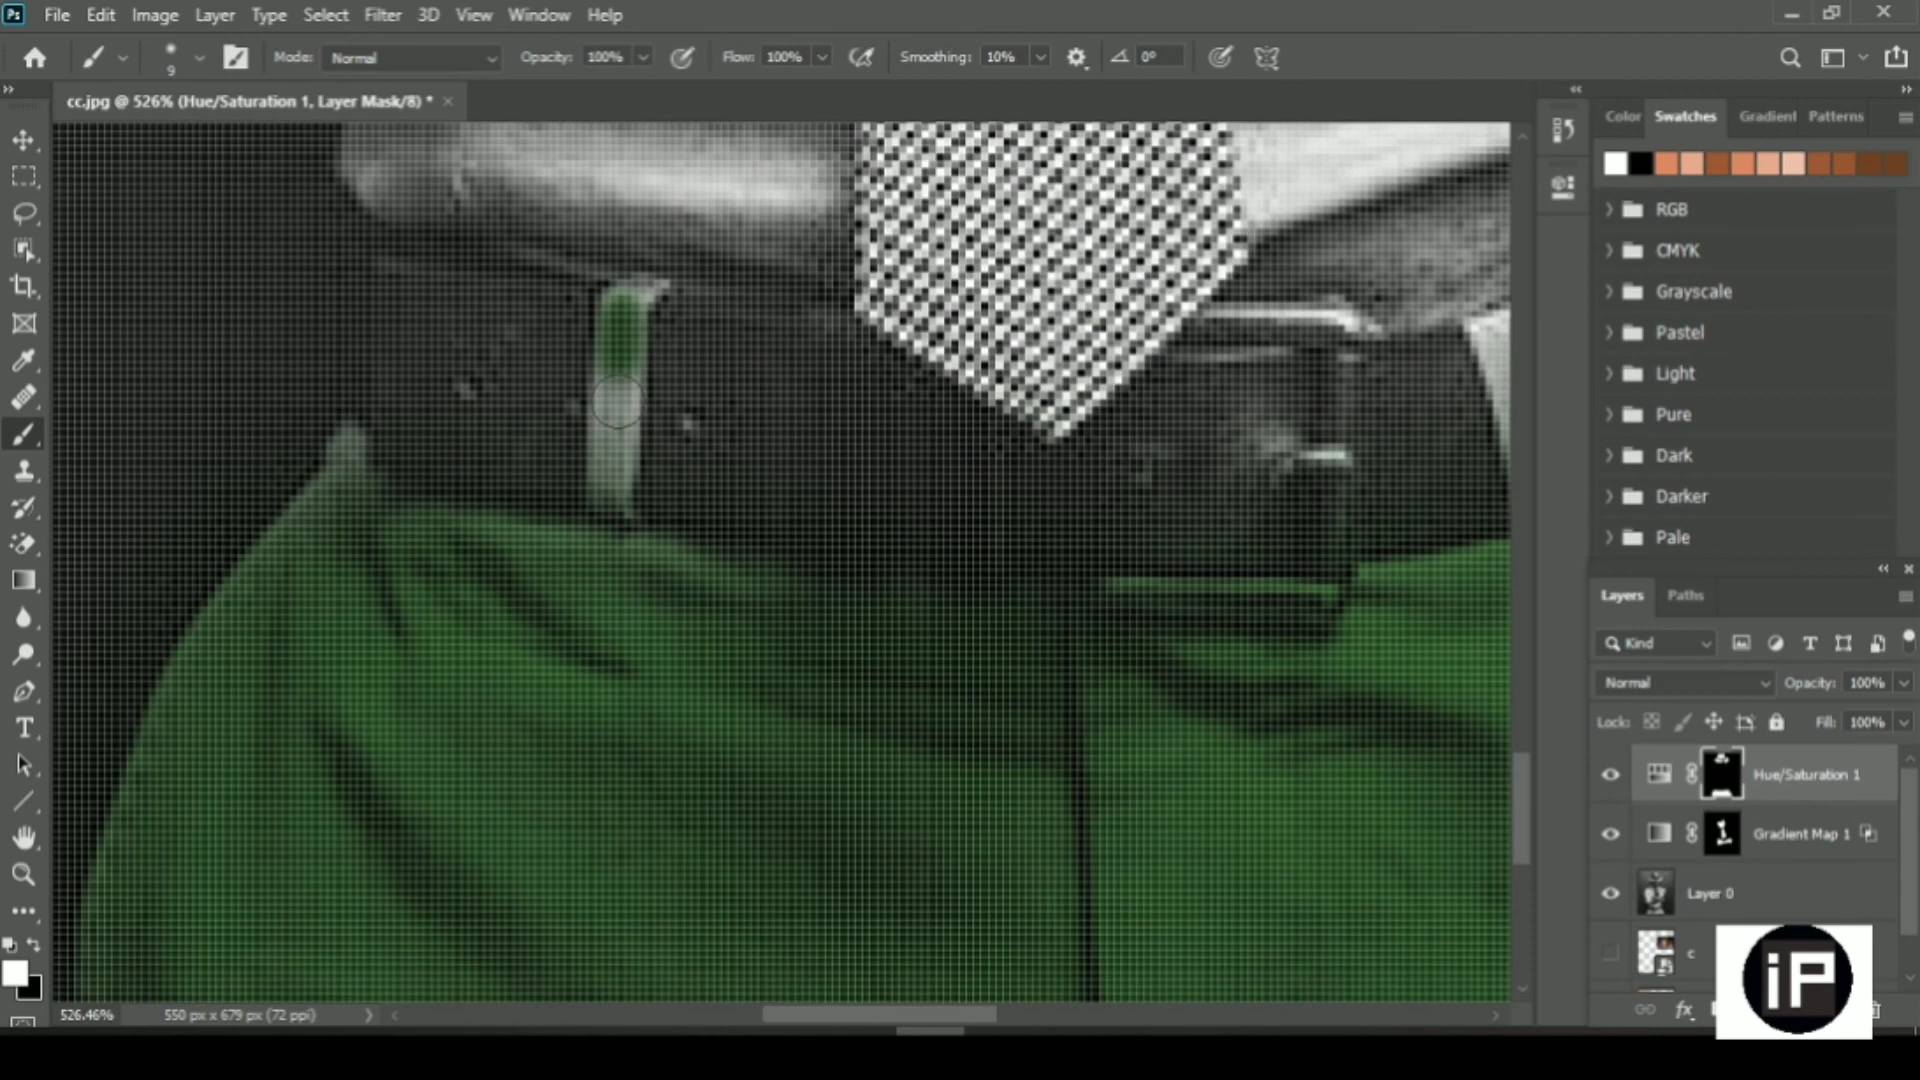 Ps File Edit Image Layer Type Select Filter 3D View Window Help
9 Mode: Normal Opacity: 100% Flow: 100% Smoothing: 10% 0°
cc.jpg @ 526% (Hue/Saturation 1, Layer Mask/8) *
Color Swatches Gradient Patterns
RGB
CMYK
Grayscale
Pastel
Light
Pure
Dark
Darker
Pale
Layers Paths
Kind
Normal Opacity: 100%
Lock: Fill: 100%
Hue/Saturation 1
Gradient Map 1
Layer 0
c
iP
fx
526.46% 550 px x 679 px (72 ppi)